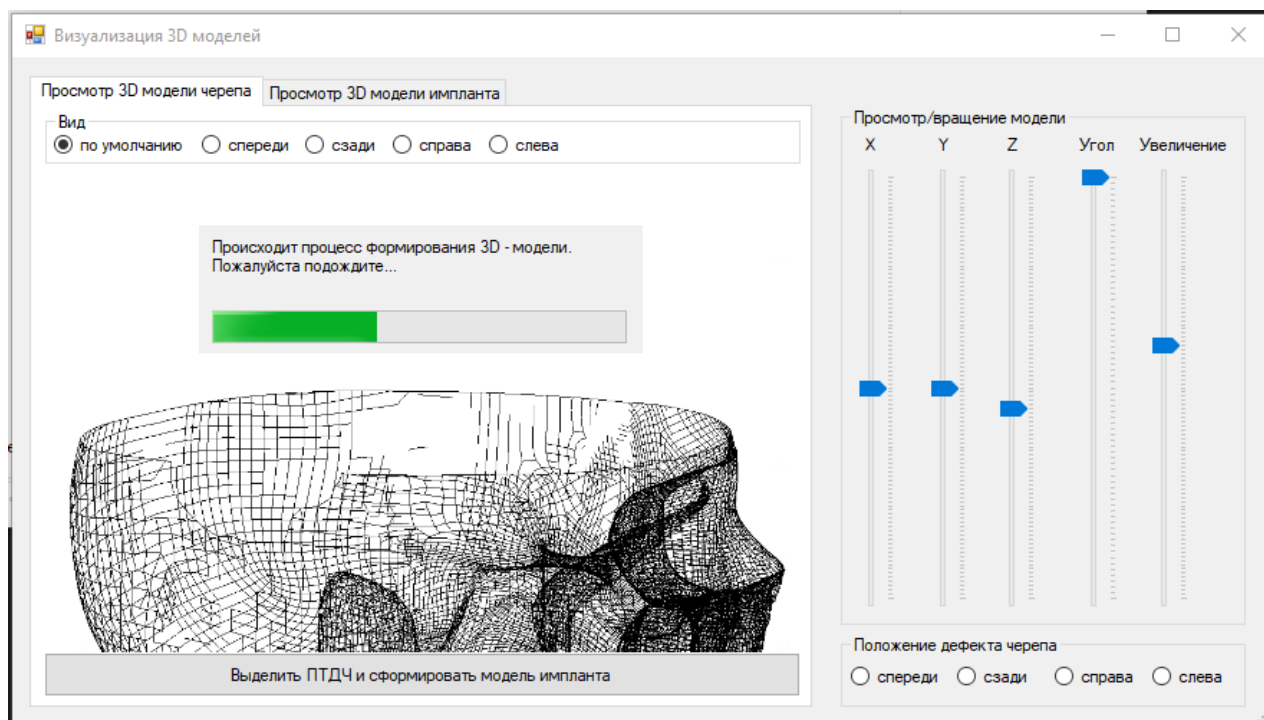 Визуализация 3D моделей
Просмотр 3D модели черепа
Просмотр 3D модели импланта
Вид
по умолчанию
спереди
сзади
справа
слева
Происходит процесс формирования 3D - модели.
Пожалуйста подождите...
Выделить ПТДЧ и сформировать модель импланта
Просмотр/вращение модели
X
Y
Z
Угол
Увеличение
Положение дефекта черепа
спереди
сзади
справа
слева